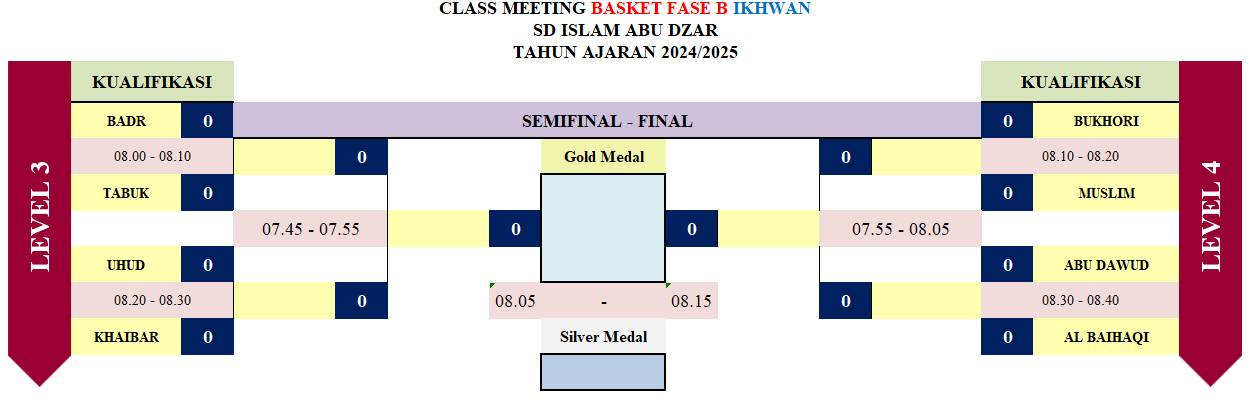 CLASS MEETING BASKET FASE B IKHWAN
SD ISLAM ABU DZAR
TAHUN AJARAN 2024/2025
LEVEL 3
KUALIFIKASI
KUALIFIKASI
LEVEL 4
BADR 0
SEMIFINAL - FINAL
0 BUKHORI
08.00 - 08.10
0
Gold Medal
0
08.10 - 08.20
TABUK 0
0 MUSLIM
07.45 - 07.55
0
0
07.55 - 08.05
UHUD 0
0 ABU DAWUD
08.20 - 08.30
0
08.05 - 08.15
0
08.30 - 08.40
KHAIBAR 0
Silver Medal
0 AL BAIHAQI